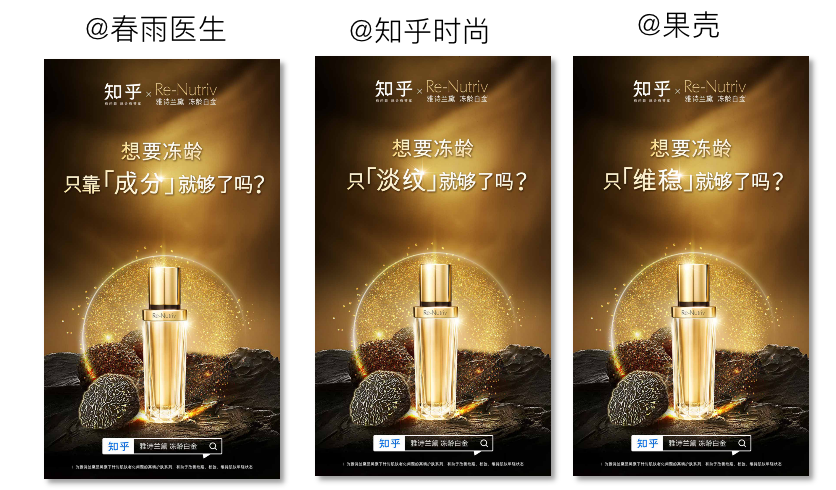 @春雨医生
知乎 × Re-Nutriv
雅诗兰黛 冻龄白金
想要冻龄
只靠「成分」就够了吗？
Re-Nutriv
知乎 雅诗兰黛 冻龄白金
@知乎时尚
知乎 × Re-Nutriv
雅诗兰黛 冻龄白金
想要冻龄
只「淡纹」就够了吗？
Re-Nutriv
知乎 雅诗兰黛 冻龄白金
@果壳
知乎 × Re-Nutriv
雅诗兰黛 冻龄白金
想要冻龄
只「维稳」就够了吗？
Re-Nutriv
知乎 雅诗兰黛 冻龄白金